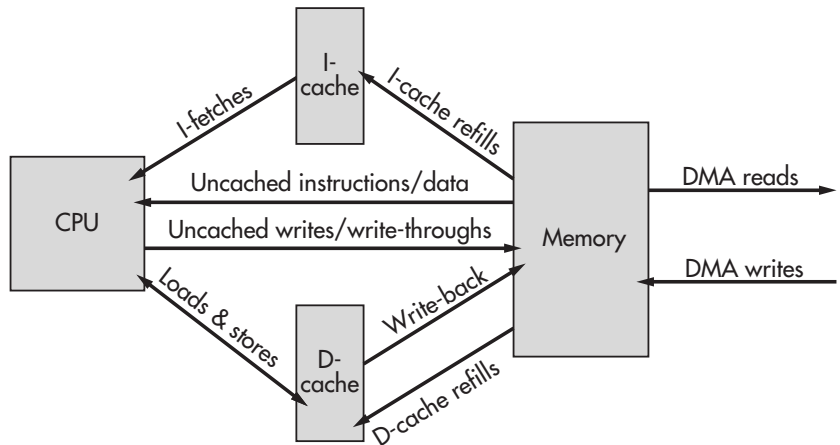 I-
cache
I-fetches
I-cache refills
Uncached instructions/data
DMA reads
CPU
Uncached writes/write-throughs
Memory
DMA writes
Loads & stores
Write-back
D-
cache
D-cache refills